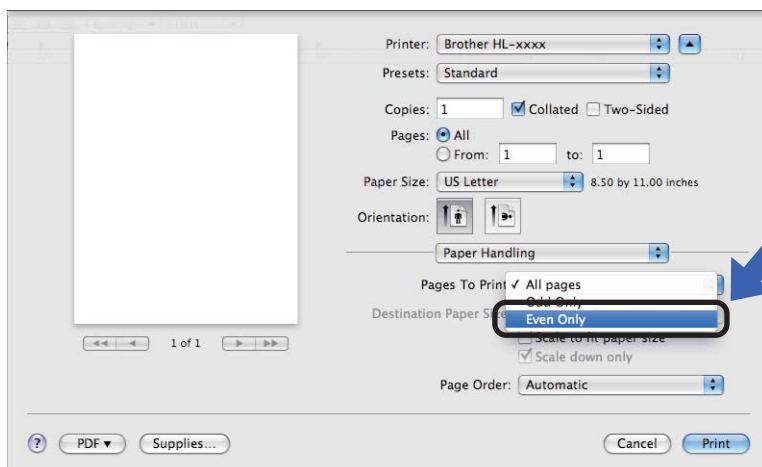 Printer: Brother HL-xxxx
Presets: Standard
Copies: 1 Collated Two-Sided
Pages: All
From: 1 to: 1
Paper Size: US Letter 8.50 by 11.00 inches
Orientation:
Paper Handling
Pages To Print ✓ All pages
Odd Only
Destination Paper Even Only
Scale to fit paper size
1 of 1
Scale down only
Page Order: Automatic
? PDF ▼ Supplies... Cancel Print